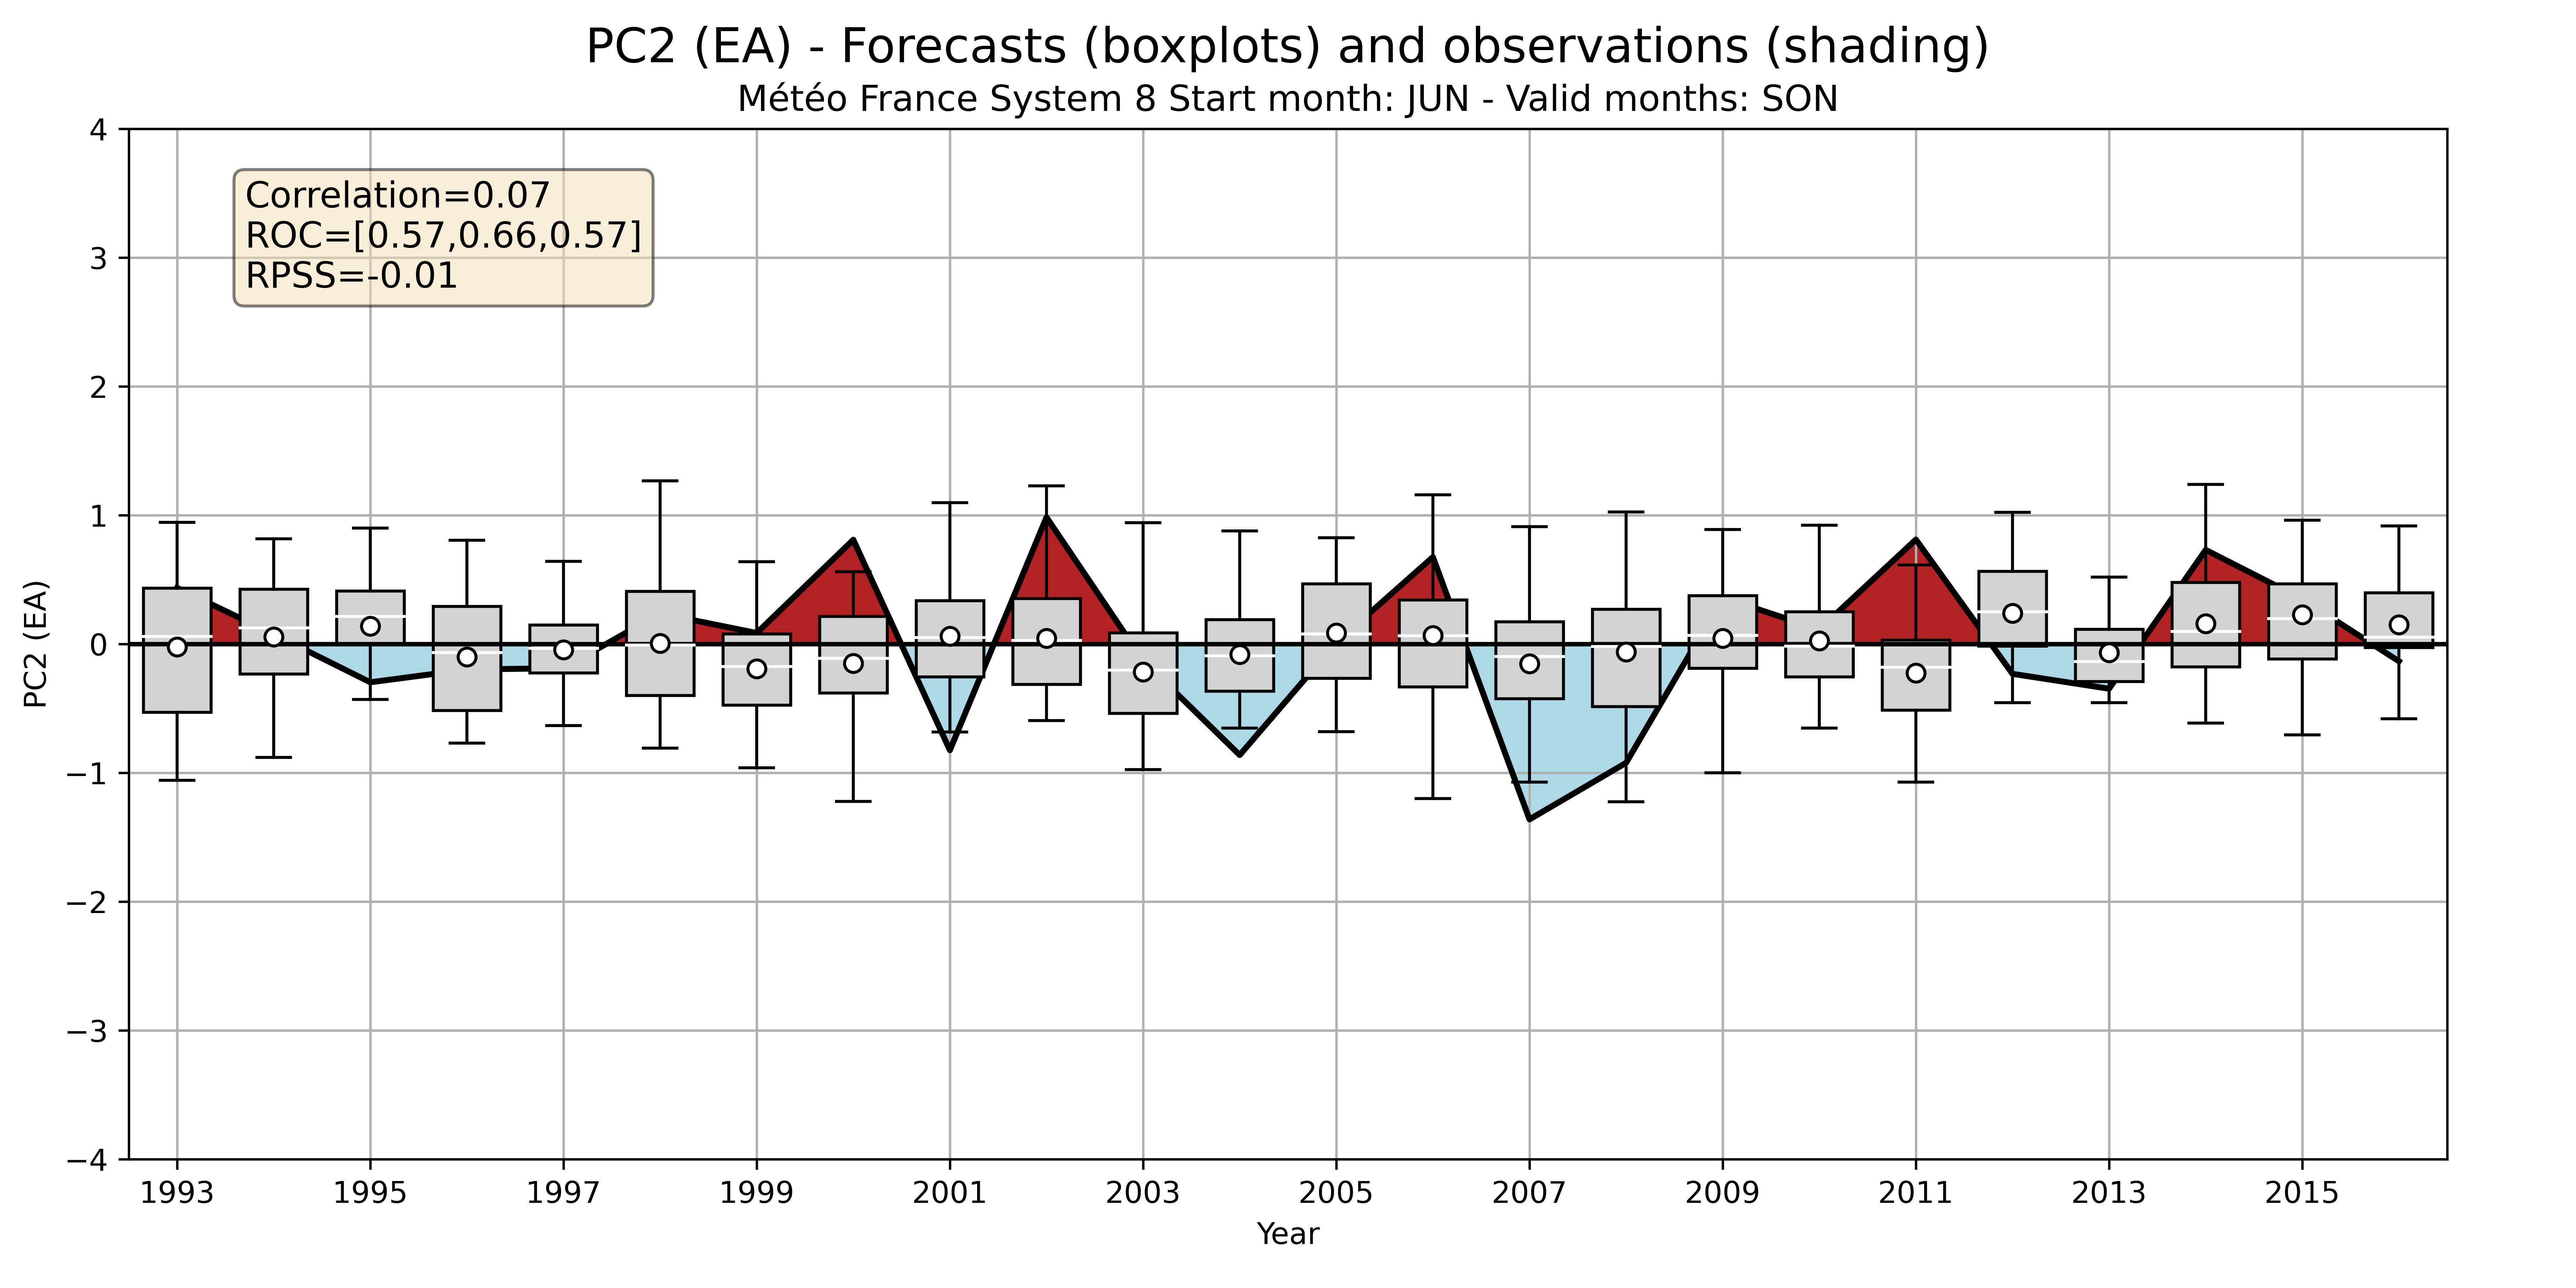 PC2 (EA) - Forecasts (boxplots) and observations (shading)
Météo France System 8 Start month: JUN - Valid months: SON
Correlation=0.07
ROC=[0.57,0.66,0.57]
RPSS=-0.01
4
3
2
1
0
−1
−2
−3
−4
PC2 (EA)
1993 1995 1997 1999 2001 2003 2005 2007 2009 2011 2013 2015
Year